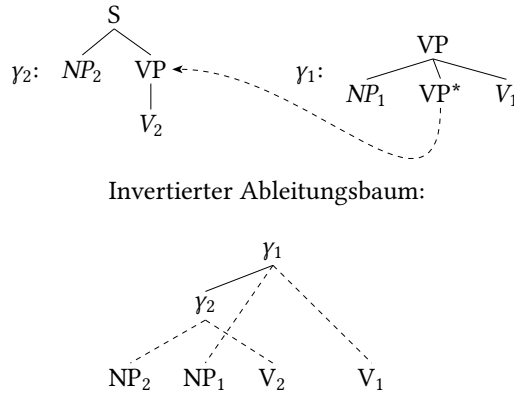 S
γ₂: NP₂ VP
V₂
γ₁: VP
NP₁ VP* V₁
Invertierter Ableitungsbaum:
γ₁
γ₂
NP₂ NP₁ V₂ V₁